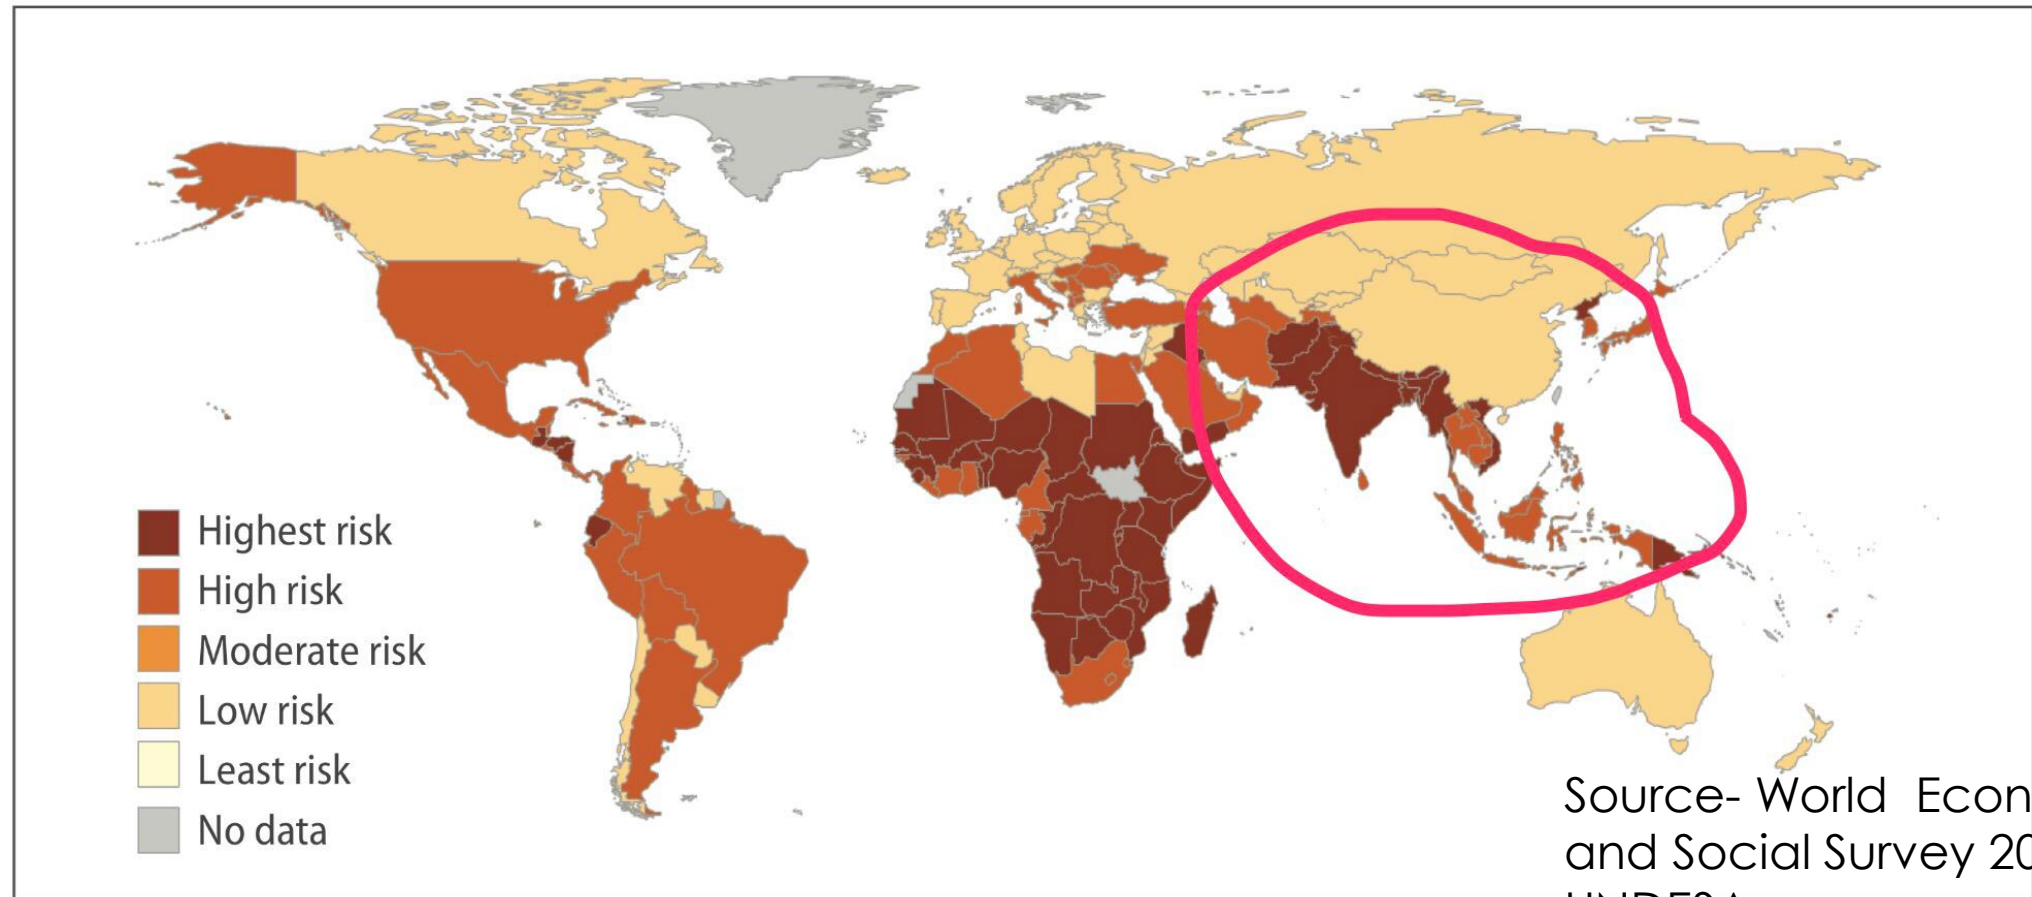 Highest risk
High risk
Moderate risk
Low risk
Least risk
No data
Source- World Econ
and Social Survey 20